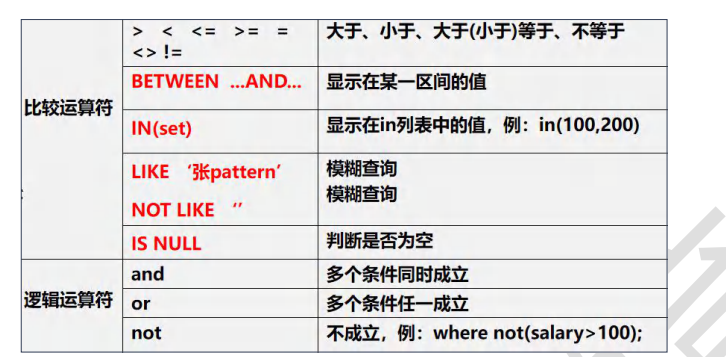 比较运算符
> < <= >= =
<> !=
大于、小于、大于(小于)等于、不等于
BETWEEN ...AND...
显示在某一区间的值
IN(set)
显示在in列表中的值，例：in(100,200)
LIKE ‘张pattern’
模糊查询
NOT LIKE ‘’
模糊查询
IS NULL
判断是否为空
逻辑运算符
and
多个条件同时成立
or
多个条件任一成立
not
不成立，例：where not(salary>100);